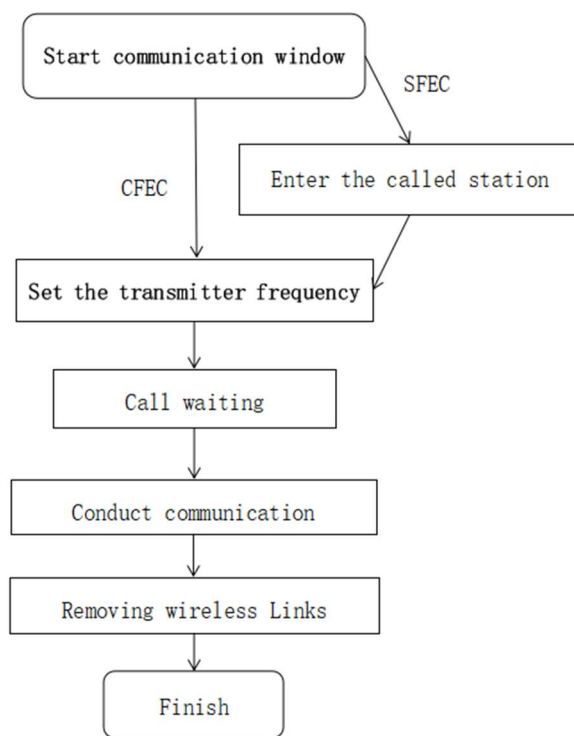 Start communication window
SFEC
CFEC
Enter the called station
Set the transmitter frequency
Call waiting
Conduct communication
Removing wireless Links
Finish